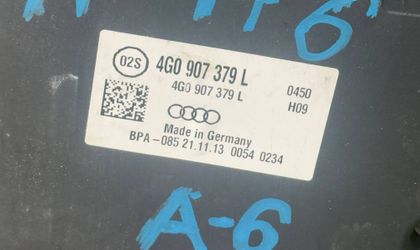 02S 4G0 907 379 L
4G0 907 379 L 0450
H09
Made in Germany
BPA-085 21.11.13 0054 0234
A-6